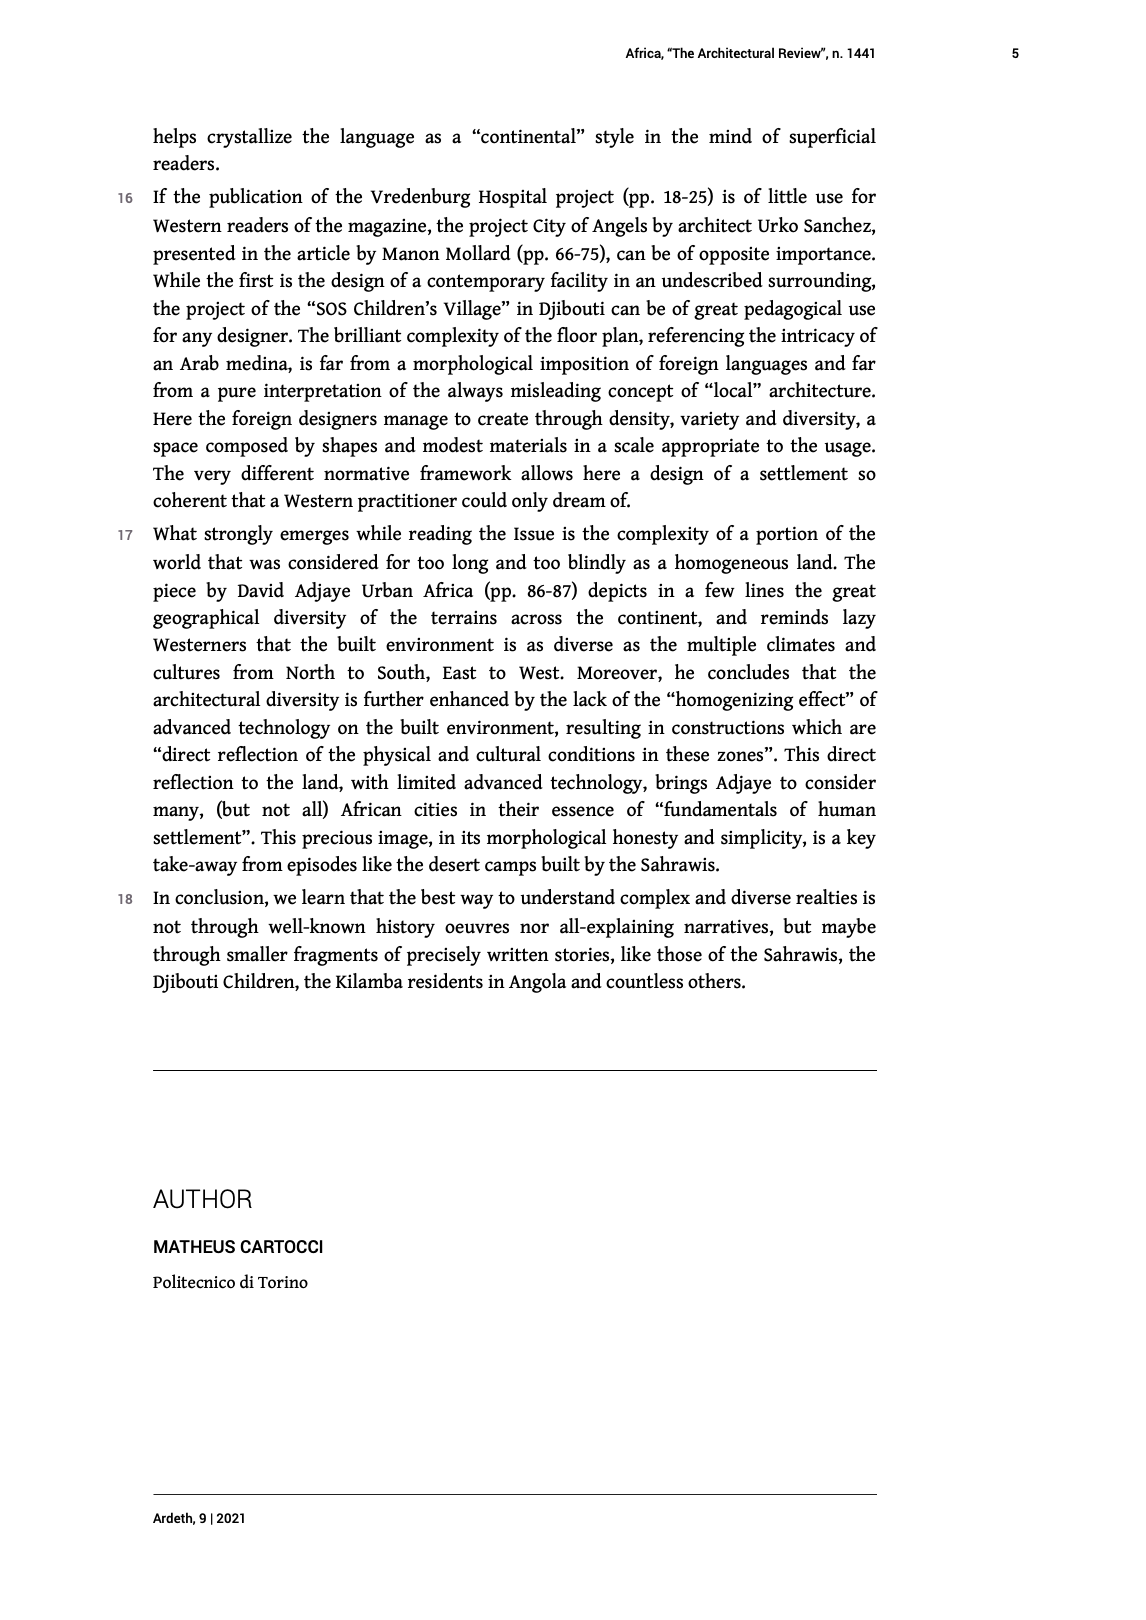 Africa, “The Architectural Review”, n. 1441 5
helps crystallize the language as a “continental” style in the mind of superficial
readers.
16 If the publication of the Vredenburg Hospital project (pp. 18-25) is of little use for
Western readers of the magazine, the project City of Angels by architect Urko Sanchez,
presented in the article by Manon Mollard (pp. 66-75), can be of opposite importance.
While the first is the design of a contemporary facility in an undescribed surrounding,
the project of the “SOS Children’s Village” in Djibouti can be of great pedagogical use
for any designer. The brilliant complexity of the floor plan, referencing the intricacy of
an Arab medina, is far from a morphological imposition of foreign languages and far
from a pure interpretation of the always misleading concept of “local” architecture.
Here the foreign designers manage to create through density, variety and diversity, a
space composed by shapes and modest materials in a scale appropriate to the usage.
The very different normative framework allows here a design of a settlement so
coherent that a Western practitioner could only dream of.
17 What strongly emerges while reading the Issue is the complexity of a portion of the
world that was considered for too long and too blindly as a homogeneous land. The
piece by David Adjaye Urban Africa (pp. 86-87) depicts in a few lines the great
geographical diversity of the terrains across the continent, and reminds lazy
Westerners that the built environment is as diverse as the multiple climates and
cultures from North to South, East to West. Moreover, he concludes that the
architectural diversity is further enhanced by the lack of the “homogenizing effect” of
advanced technology on the built environment, resulting in constructions which are
“direct reflection of the physical and cultural conditions in these zones”. This direct
reflection to the land, with limited advanced technology, brings Adjaye to consider
many, (but not all) African cities in their essence of “fundamentals of human
settlement”. This precious image, in its morphological honesty and simplicity, is a key
take-away from episodes like the desert camps built by the Sahrawis.
18 In conclusion, we learn that the best way to understand complex and diverse realties is
not through well-known history oeuvres nor all-explaining narratives, but maybe
through smaller fragments of precisely written stories, like those of the Sahrawis, the
Djibouti Children, the Kilamba residents in Angola and countless others.
AUTHOR
MATHEUS CARTOCCI
Politecnico di Torino
Ardeth, 9 | 2021